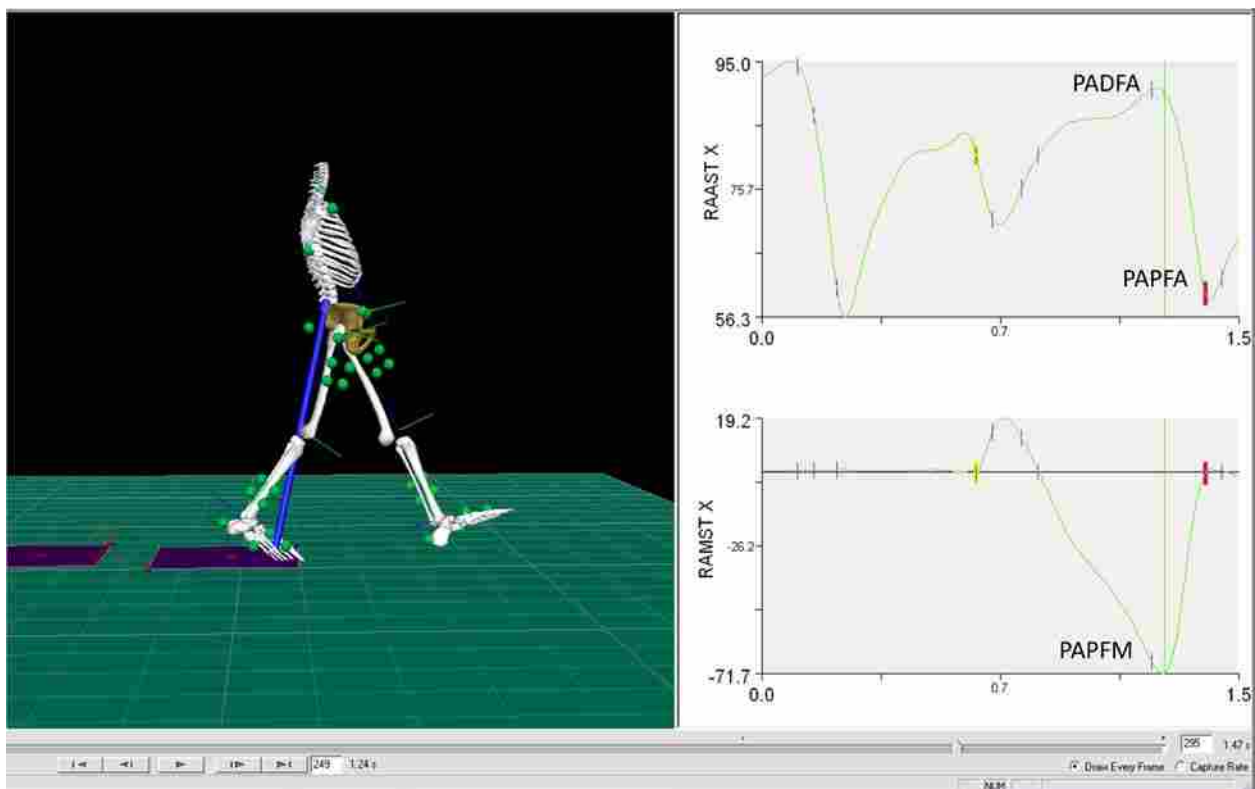 95.0
PADFA
RAAST X
75.7
PAPFA
56.3
0.0
0.7
1.5
19.2
RAMST X
-26.2
PAPFM
-71.7
0.0
0.7
1.5
295 1.47 s
249 1.24 s
Draw Every Frame Capture Rate
NUM